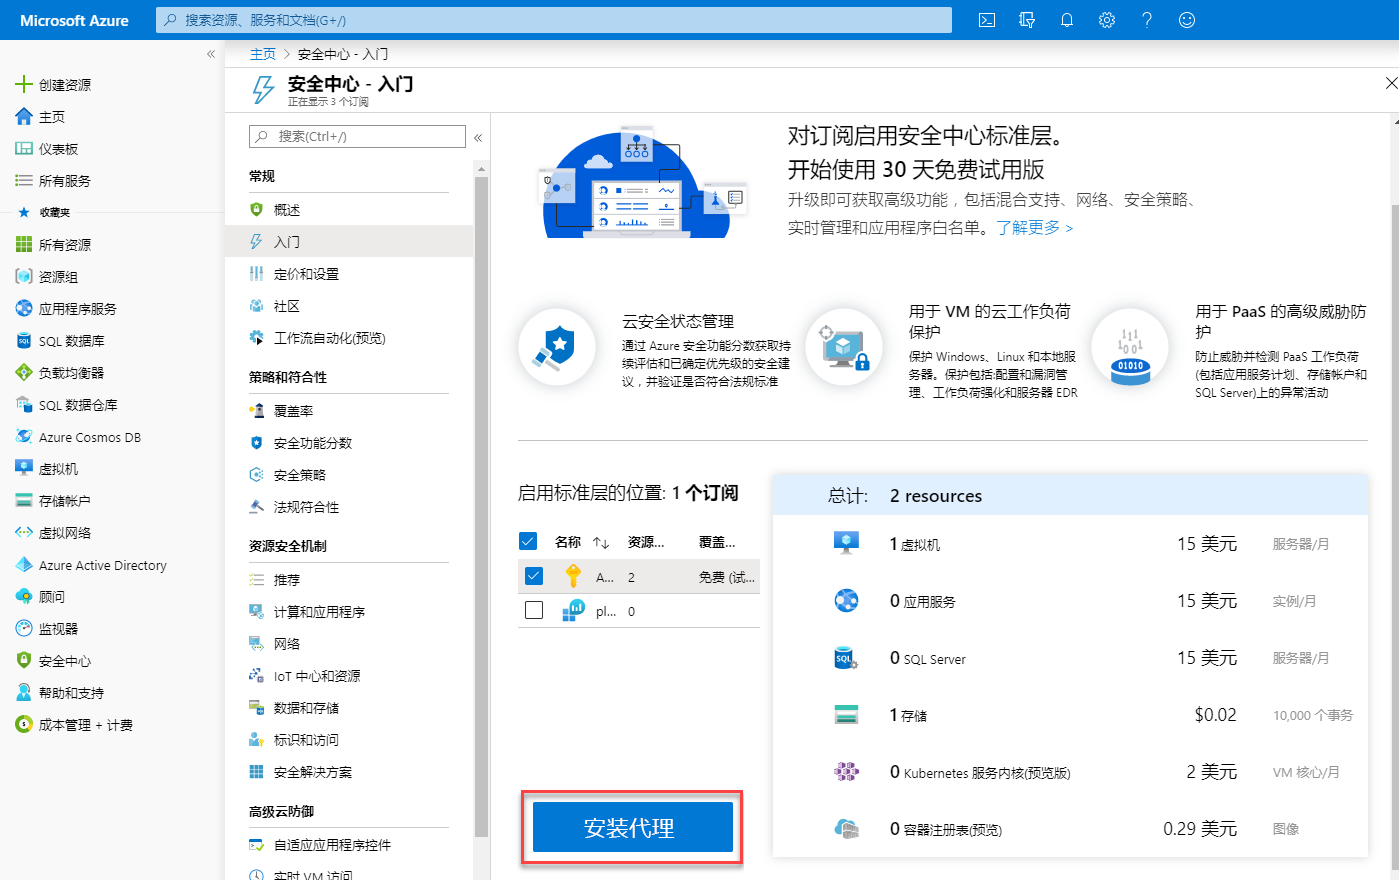 Microsoft Azure
搜索资源、服务和文档(G+/)
创建资源
主页
仪表板
所有服务
收藏夹
所有资源
资源组
应用程序服务
SQL 数据库
负载均衡器
SQL 数据仓库
Azure Cosmos DB
虚拟机
存储帐户
虚拟网络
Azure Active Directory
顾问
监视器
安全中心
帮助和支持
成本管理 + 计费
主页 > 安全中心 - 入门
安全中心 - 入门
正在显示 3 个订阅
搜索(Ctrl+/)
常规
概述
入门
定价和设置
社区
工作流自动化(预览)
策略和符合性
覆盖率
安全功能分数
安全策略
法规符合性
资源安全机制
推荐
计算和应用程序
网络
IoT 中心和资源
数据和存储
标识和访问
安全解决方案
高级云防御
自适应应用程序控件
实时 VM 访问
对订阅启用安全中心标准层。
开始使用 30 天免费试用版
升级即可获取高级功能，包括混合支持、网络、安全策略、
实时管理和应用程序白名单。了解更多 >
云安全状态管理
通过 Azure 安全功能分数获取持
续评估和已确定优先级的安全建
议，并验证是否符合法规标准
用于 VM 的云工作负荷
保护
保护 Windows、Linux 和本地服
务器。保护包括:配置和漏洞管
理、工作负荷强化和服务器 EDR
01010
用于 PaaS 的高级威胁防
护
防止威胁并检测 PaaS 工作负荷
(包括应用服务计划、存储帐户和
SQL Server)上的异常活动
启用标准层的位置: 1 个订阅
名称 ↑↓ 资源... 覆盖...
A... 2 免费 (试...
pl... 0
安装代理
总计: 2 resources
1 虚拟机 15 美元 服务器/月
0 应用服务 15 美元 实例/月
SQL 0 SQL Server 15 美元 服务器/月
1 存储 $0.02 10,000 个事务
0 Kubernetes 服务内核(预览版) 2 美元 VM 核心/月
0 容器注册表(预览) 0.29 美元 图像